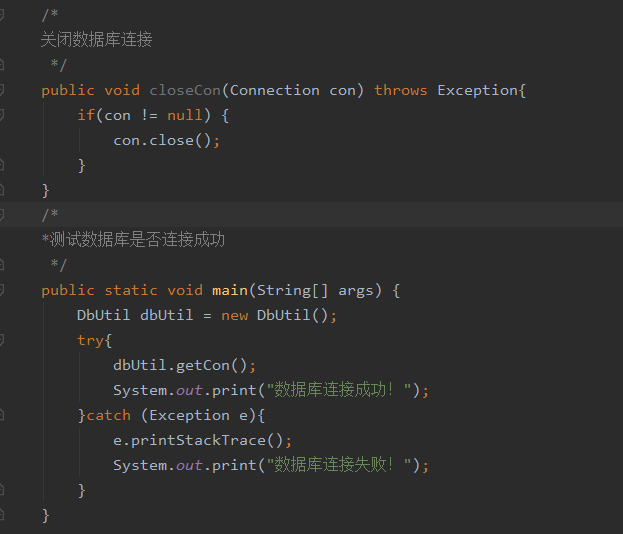 /*
关闭数据库连接
 */
public void closeCon(Connection con) throws Exception{
    if(con != null) {
        con.close();
    }
}
/*
*测试数据库是否连接成功
 */
public static void main(String[] args) {
    DbUtil dbUtil = new DbUtil();
    try{
        dbUtil.getCon();
        System.out.print("数据库连接成功！");
    }catch (Exception e){
        e.printStackTrace();
        System.out.print("数据库连接失败！");
    }
}